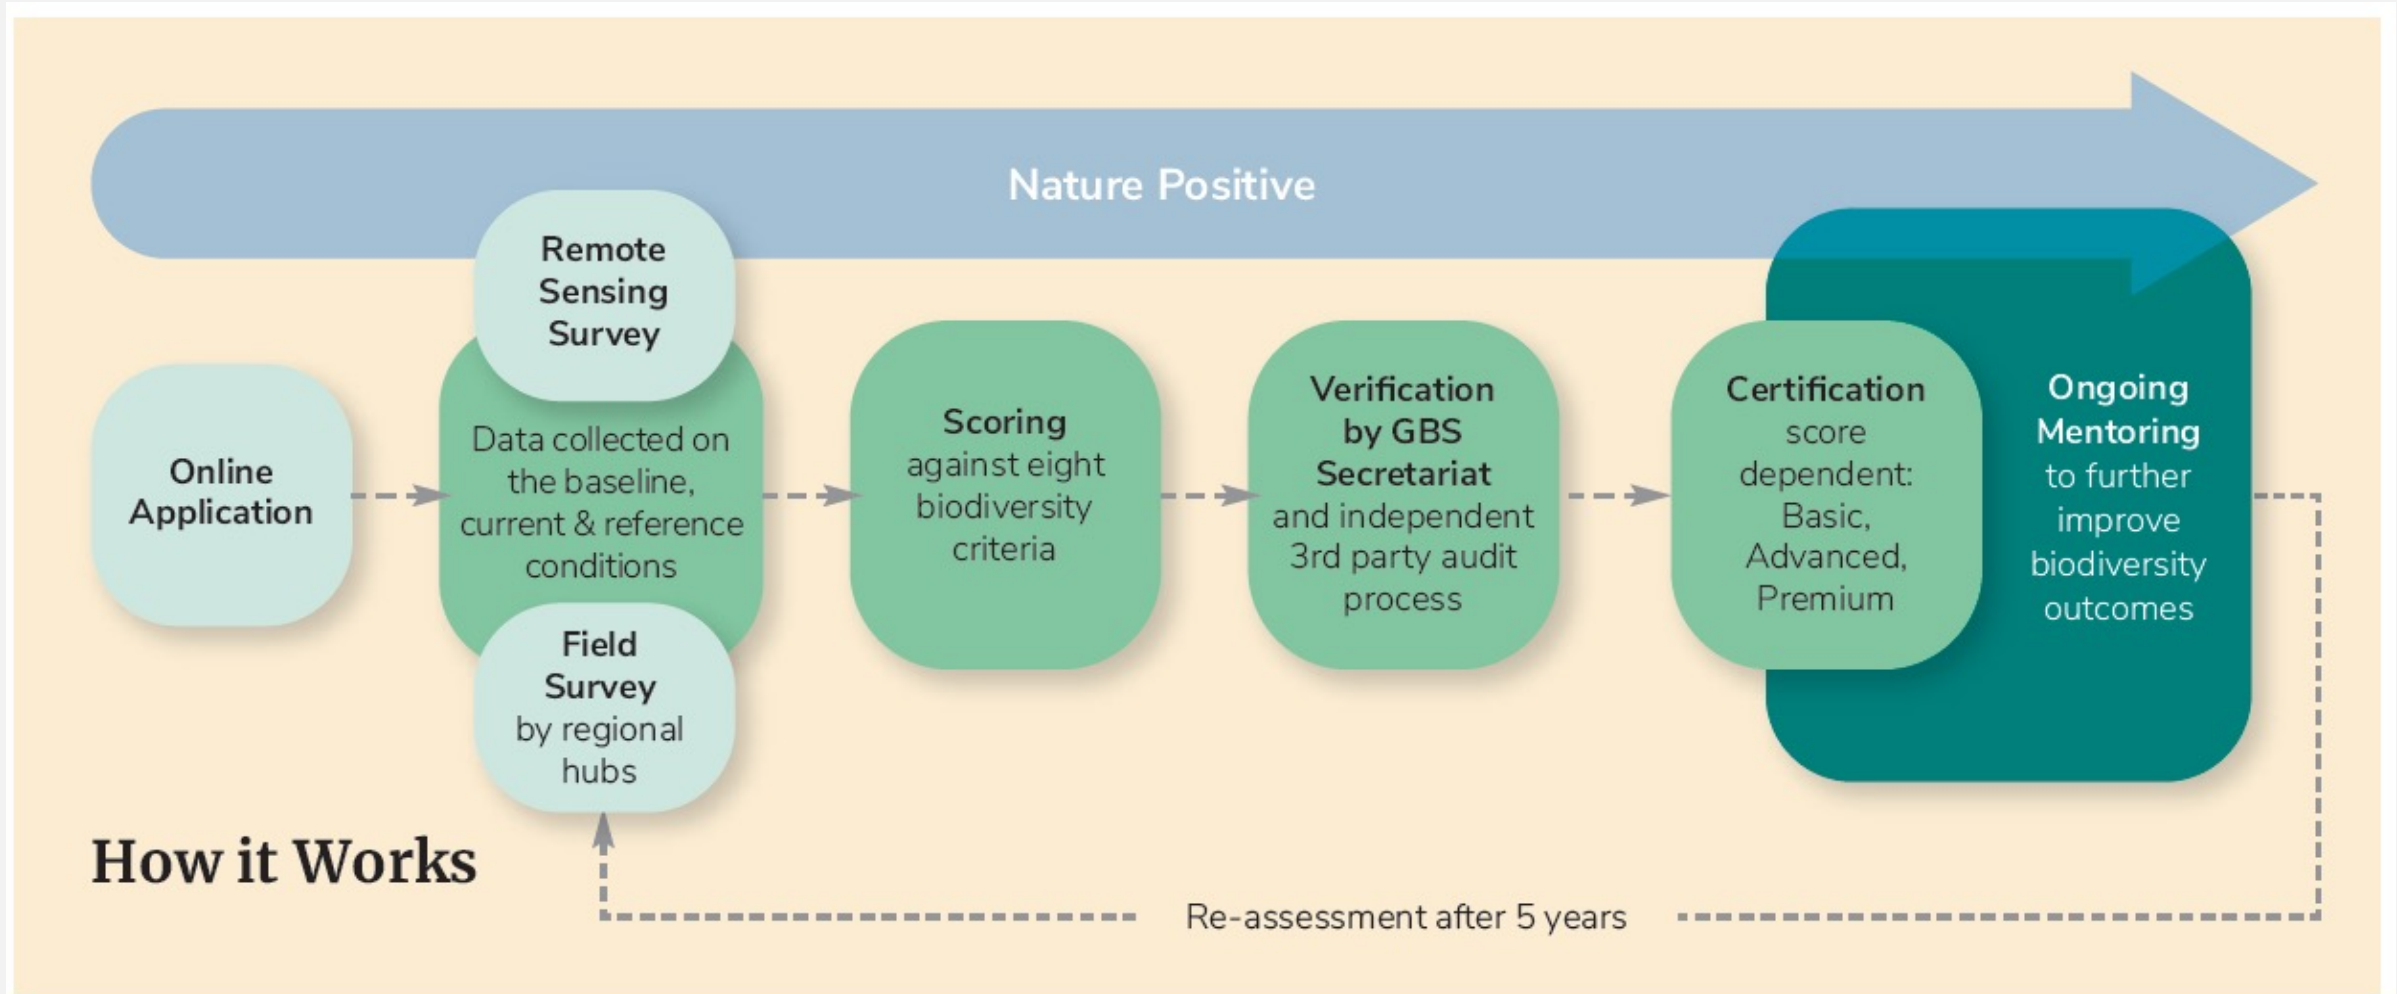 Nature Positive
Online
Application
Remote
Sensing
Survey
Data collected on
the baseline,
current & reference
conditions
Field
Survey
by regional
hubs
Scoring
against eight
biodiversity
criteria
Verification
by GBS
Secretariat
and independent
3rd party audit
process
Certification
score
dependent:
Basic,
Advanced,
Premium
Ongoing
Mentoring
to further
improve
biodiversity
outcomes
How it Works
Re-assessment after 5 years